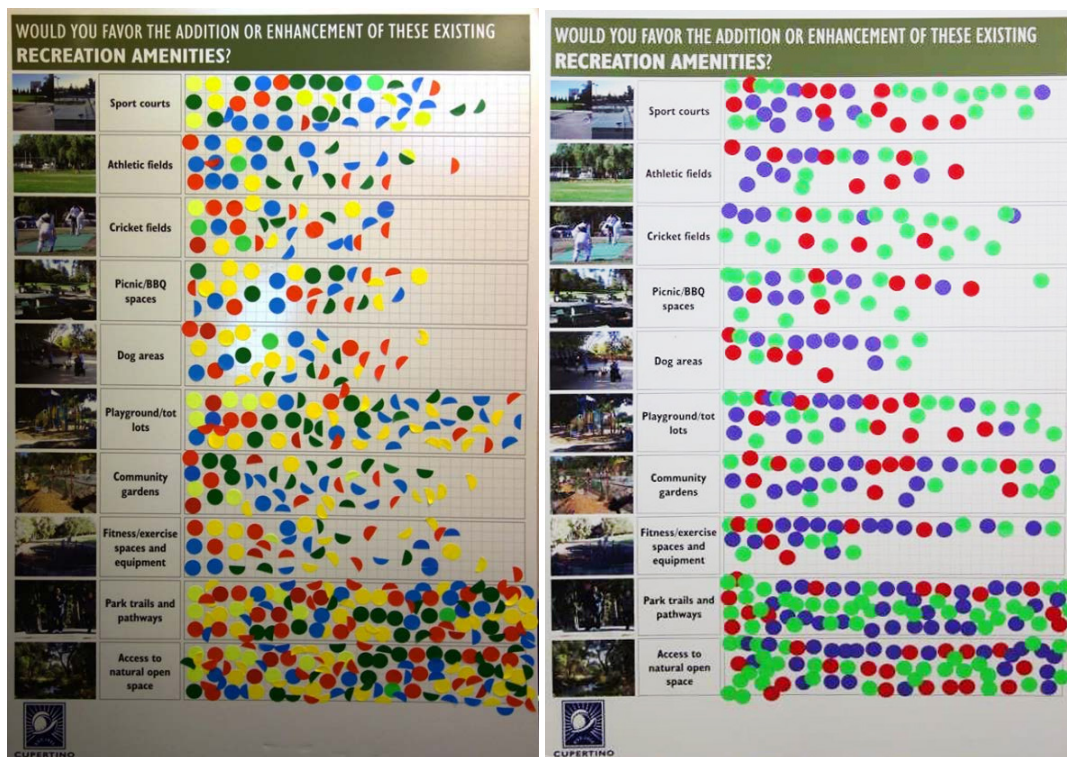 WOULD YOU FAVOR THE ADDITION OR ENHANCEMENT OF THESE EXISTING
RECREATION AMENITIES?
Sport courts
Athletic fields
Cricket fields
Picnic/BBQ
spaces
Dog areas
Playground/tot
lots
Community
gardens
Fitness/exercise
spaces and
equipment
Park trails and
pathways
Access to
natural open
space
CUPERTINO
WOULD YOU FAVOR THE ADDITION OR ENHANCEMENT OF THESE EXISTING
RECREATION AMENITIES?
Sport courts
Athletic fields
Cricket fields
Picnic/BBQ
spaces
Dog areas
Playground/tot
lots
Community
gardens
Fitness/exercise
spaces and
equipment
Park trails and
pathways
Access to
natural open
space
CUPERTINO